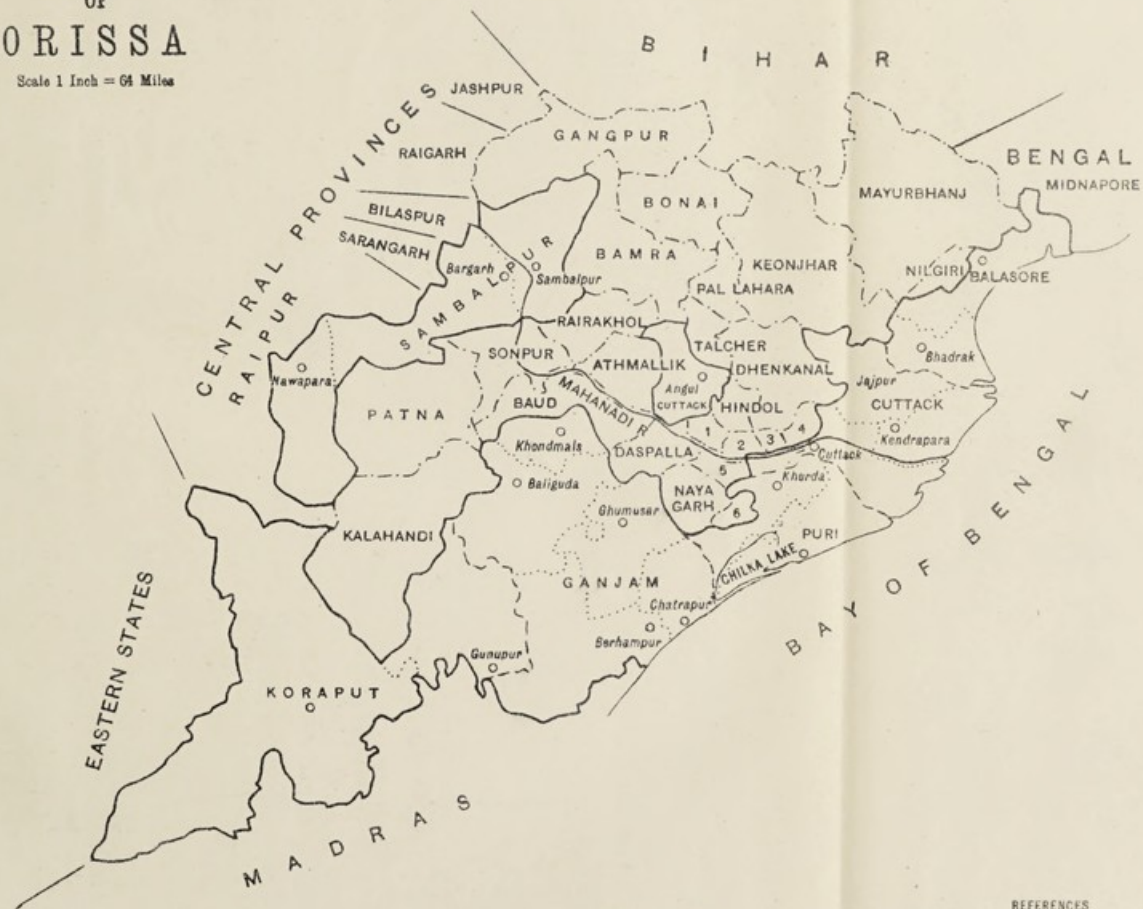 OF
ORISSA
Scale 1 Inch = 64 Miles
BIHAR
JASHPUR
GANGPUR
RAIGARH
BENGAL
MIDNAPORE
CENTRAL PROVINCES
BILASPUR
BONAI
MAYURBHANJ
SARANGARH
BAMRA
KEONJHAR
Bargarh
Sambalpur
NILGIRI
BALASORE
SAMBALPUR
PAL LAHARA
RAIPUR
RAIRAKHOL
TALCHER
Bhadrak
SONPUR
ATHMALLIK
DHENKANAL
Nawapara
Angul
Jajpur
PATNA
BAUD
MAHANADI R
CUTTACK
HINDOL
CUTTACK
1
2
3
4
Kendrapara
Khondmals
DASPALLA
Cuttack
5
Baliguda
NAYA
GARH
Khurda
6
Ghumusar
KALAHANDI
PURI
CHILKA LAKE
GANJAM
Chatrapur
Berhampur
BAY OF BENGAL
Gunupur
KORAPUT
EASTERN STATES
MADRAS
REFERENCES